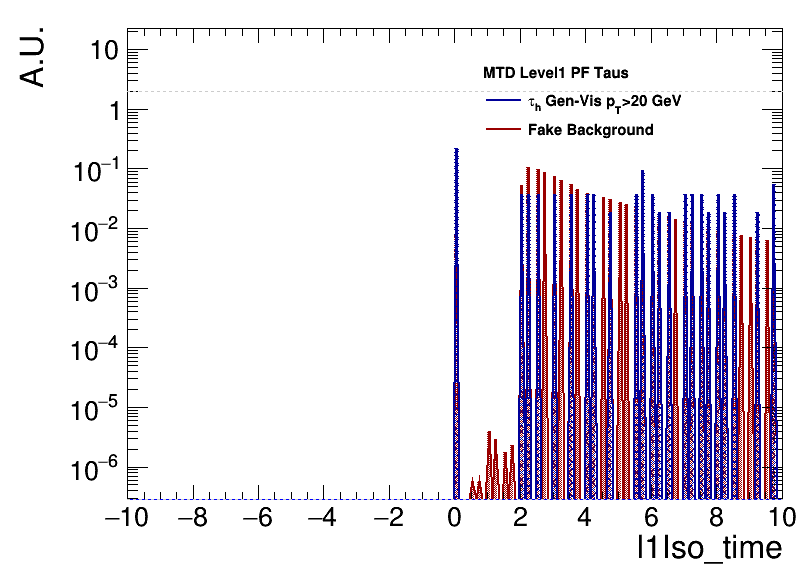 A.U.
MTD Level1 PF Taus
τh Gen-Vis pT>20 GeV
Fake Background
10
1
10−1
10−2
10−3
10−4
10−5
10−6
−10 −8 −6 −4 −2 0 2 4 6 8 10
l1Iso_time